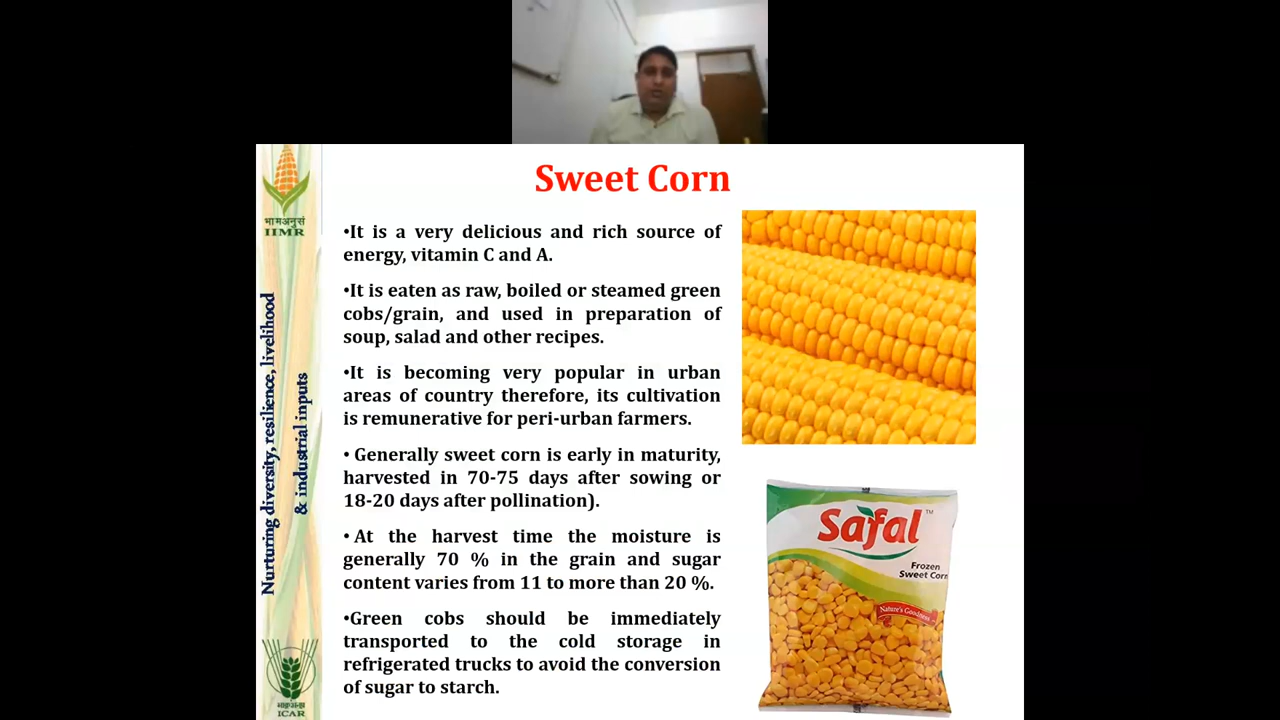 Sweet Corn
भामअनुसं
IIMR
Nurturing diversity, resilience, livelihood
& industrial inputs
ICAR
•It is a very delicious and rich source of
energy, vitamin C and A.
•It is eaten as raw, boiled or steamed green
cobs/grain, and used in preparation of
soup, salad and other recipes.
•It is becoming very popular in urban
areas of country therefore, its cultivation
is remunerative for peri-urban farmers.
• Generally sweet corn is early in maturity,
harvested in 70-75 days after sowing or
18-20 days after pollination).
• At the harvest time the moisture is
generally 70 % in the grain and sugar
content varies from 11 to more than 20 %.
•Green cobs should be immediately
transported to the cold storage in
refrigerated trucks to avoid the conversion
of sugar to starch.
Safal TM
Frozen
Sweet Corn
Nature's Goodness